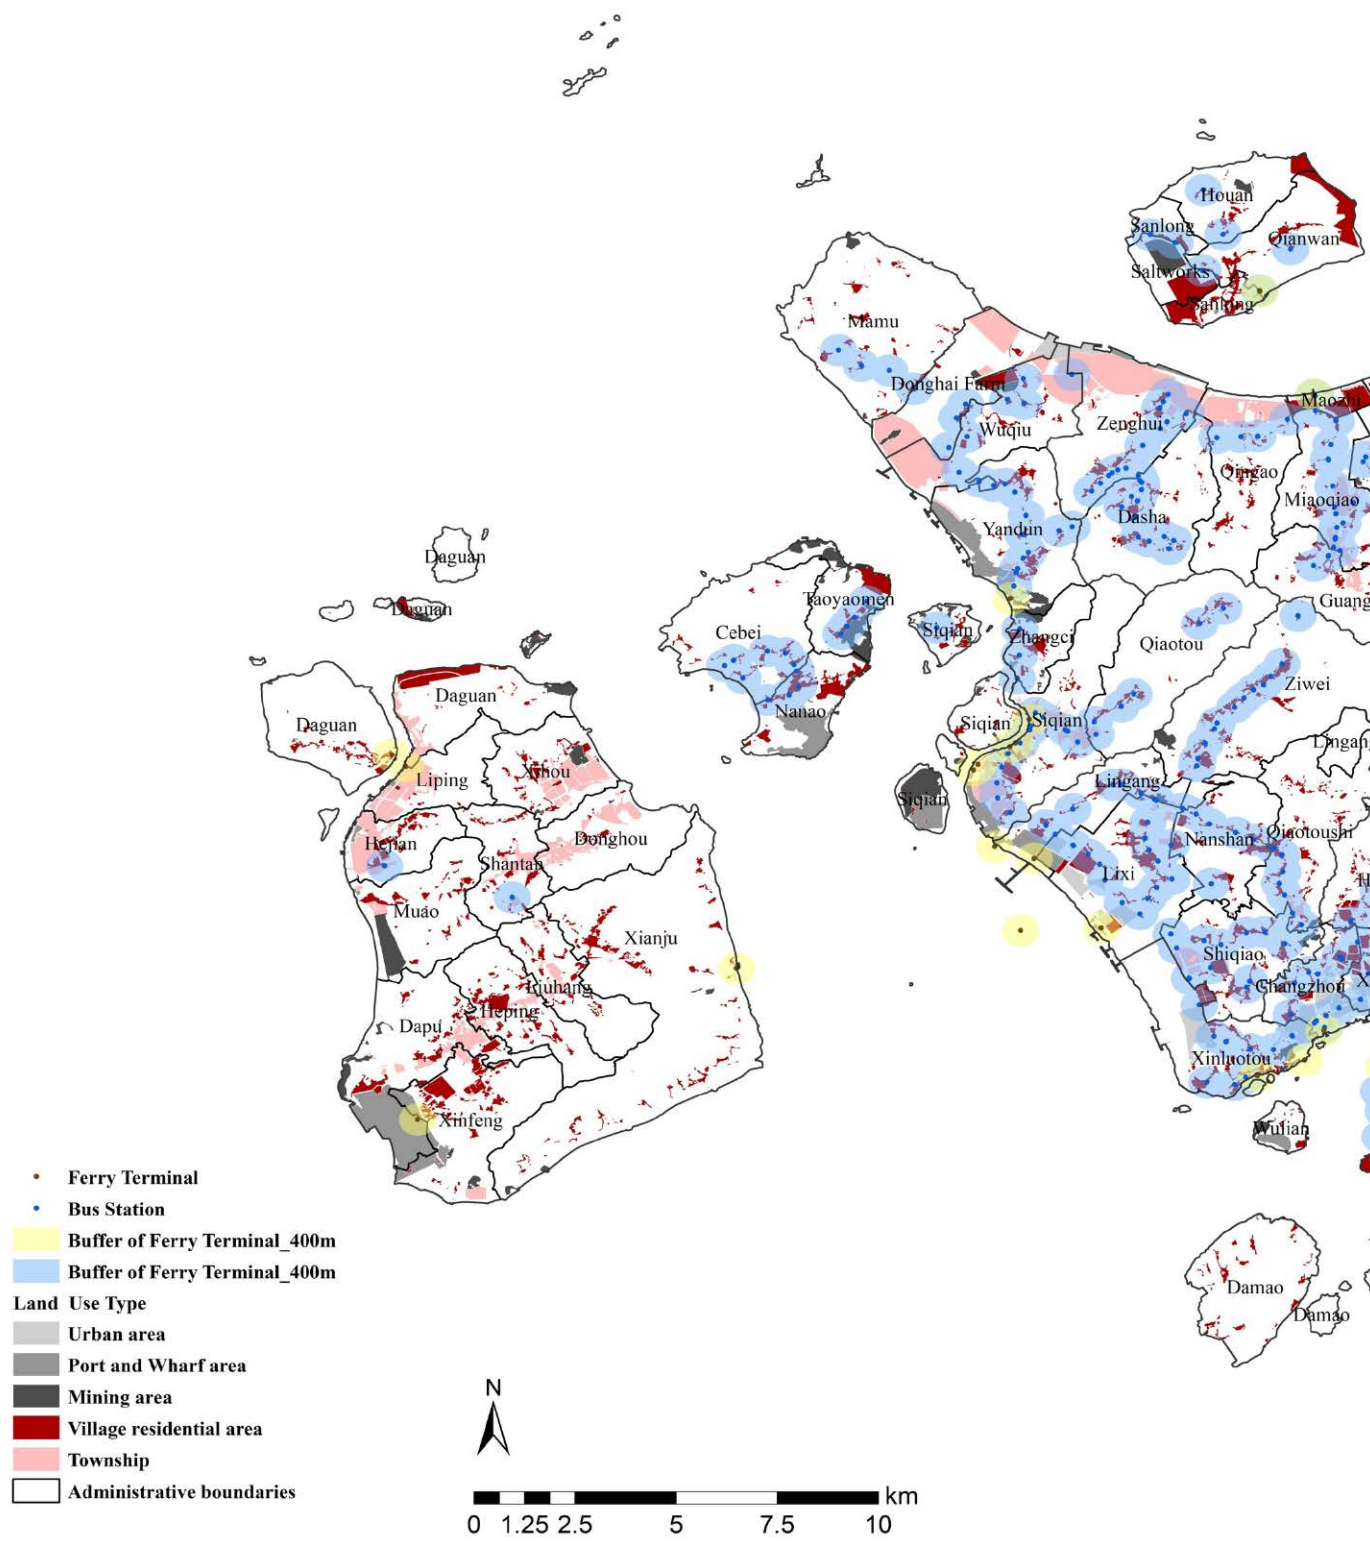 Houan
Sanlong
Qianwan
Saltworks
Mamu
Donghai Farm
Maozhi
Wuqiu
Zenghui
Qingao
Miaoqiao
Yandun
Dasha
Daguan
Daguan
Taoyaomen
Guang
Cebei
Siqian
Zhangci
Qiaotou
Daguan
Ziwei
Daguan
Nanao
Siqian
Siqian
Lingang
Liping
Xihou
Lingang
Siqian
Hejian
Donghou
Shantan
Nanshan
Qiaotoushi
Lixi
H
Muao
Xianju
Shiqiao
Liuhang
Changzhou
X
Heping
Dapu
Xinluotou
Xinfeng
Wulian
Damao
Damao
Ferry Terminal
Bus Station
Buffer of Ferry Terminal_400m
Buffer of Ferry Terminal_400m
Land Use Type
Urban area
Port and Wharf area
Mining area
Village residential area
Township
Administrative boundaries
N
km
0 1.25 2.5 5 7.5 10